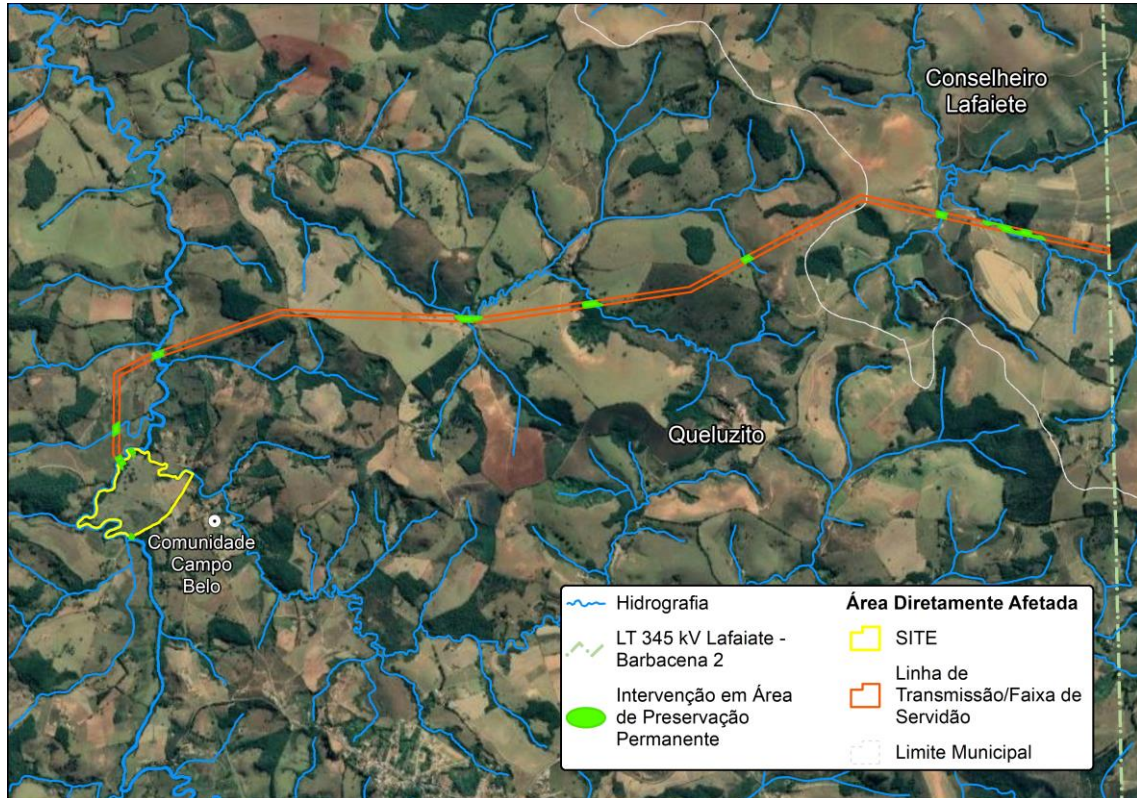 Conselheiro
Lafaiete
Queluzito
Comunidade
Campo
Belo
Hidrografia
LT 345 kV Lafaiate -
Barbacena 2
Intervenção em Área
de Preservação
Permanente
Área Diretamente Afetada
SITE
Linha de
Transmissão/Faixa de
Servidão
Limite Municipal